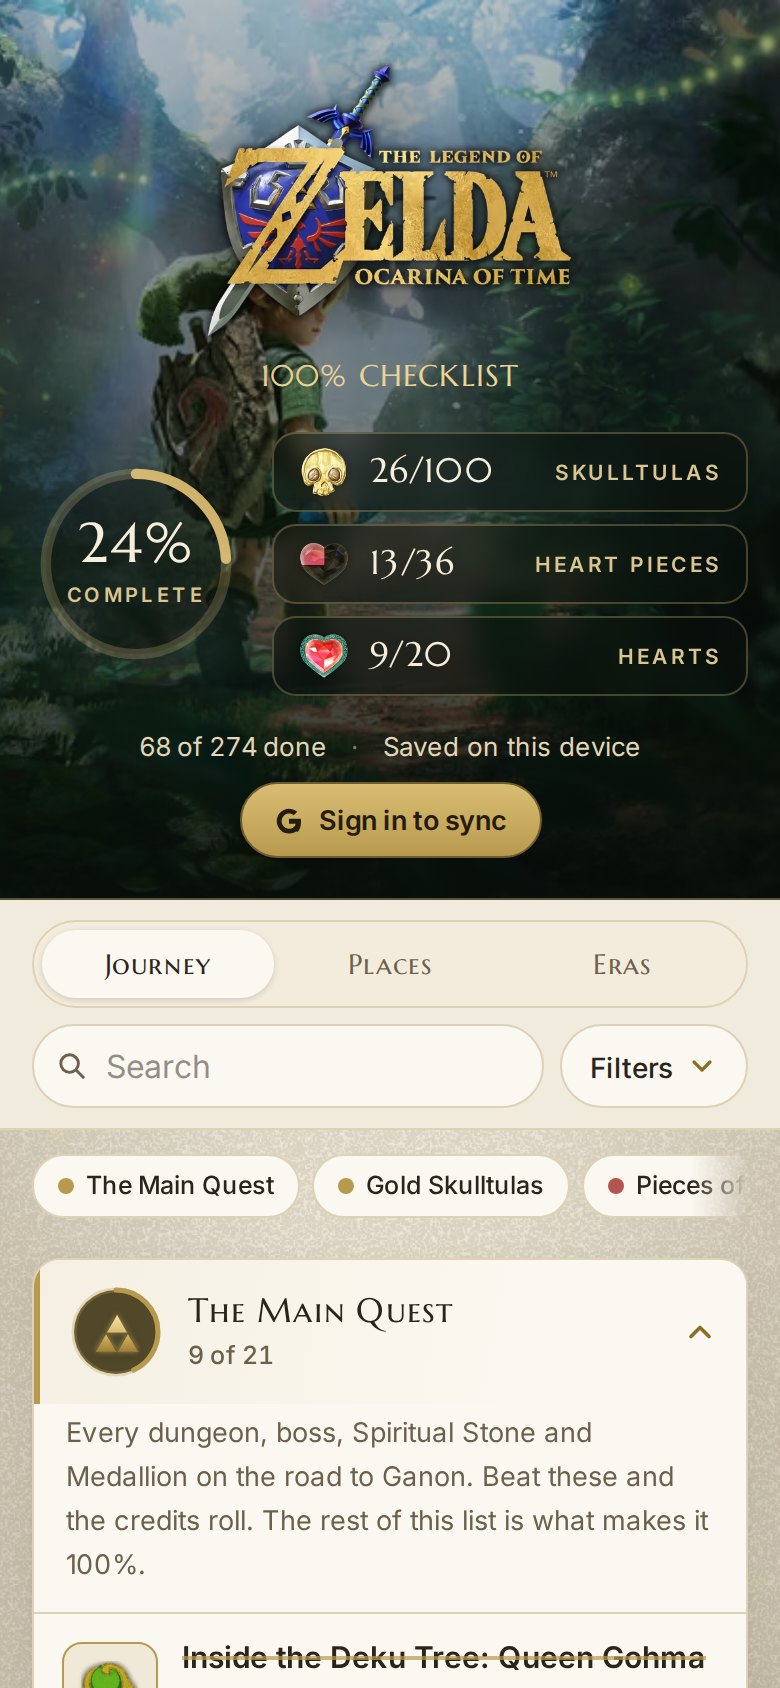 THE LEGEND OF
ZELDA™
OCARINA OF TIME
100% CHECKLIST
24%
COMPLETE
26/100 SKULLTULAS
13/36 HEART PIECES
9/20 HEARTS
68 of 274 done · Saved on this device
G Sign in to sync
Journey Places Eras
Search Filters
The Main Quest Gold Skulltulas Pieces of
The Main Quest
9 of 21
Every dungeon, boss, Spiritual Stone and
Medallion on the road to Ganon. Beat these and
the credits roll. The rest of this list is what makes it
100%.
Inside the Deku Tree: Queen Gohma